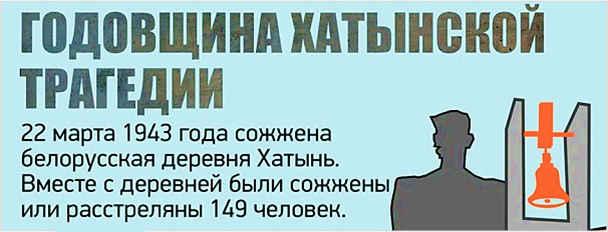 ГОДОВЩИНА ХАТЫНСКОЙ
ТРАГЕДИИ
22 марта 1943 года сожжена
белорусская деревня Хатынь.
Вместе с деревней были сожжены
или расстреляны 149 человек.